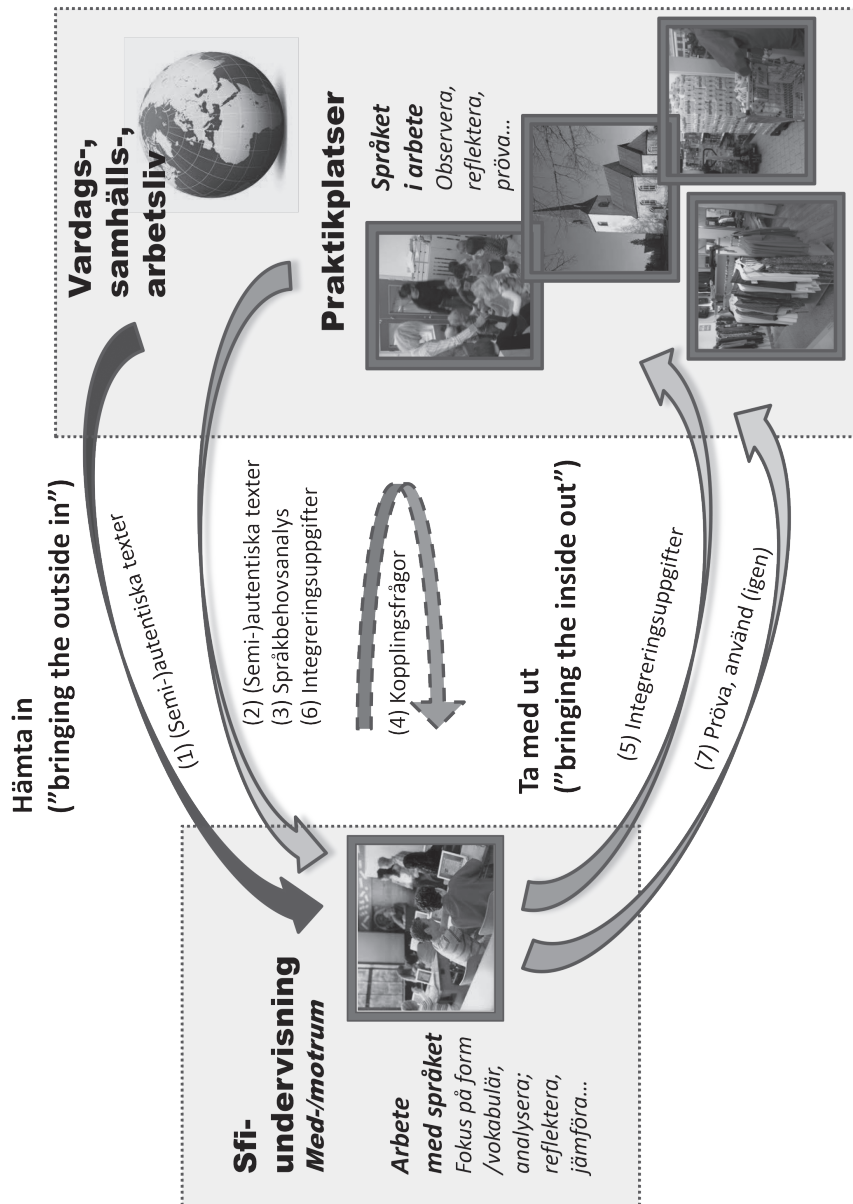 Sfi-
undervisning
Med-/motrum
Arbete
med språket
Fokus på form
/vokabulär,
analysera;
reflektera,
jämföra...
Hämta in
("bringing the outside in")
(1) (Semi-)autentiska texter
(2) (Semi-)autentiska texter
(3) Språkbehovsanalys
(6) Integreringsuppgifter
(4) Kopplingsfrågor
Ta med ut
("bringing the inside out")
(5) Integreringsuppgifter
(7) Pröva, använd (igen)
Vardags-,
samhälls-,
arbetsliv
Praktikplatser
Språket
i arbete
Observera,
reflektera,
pröva...